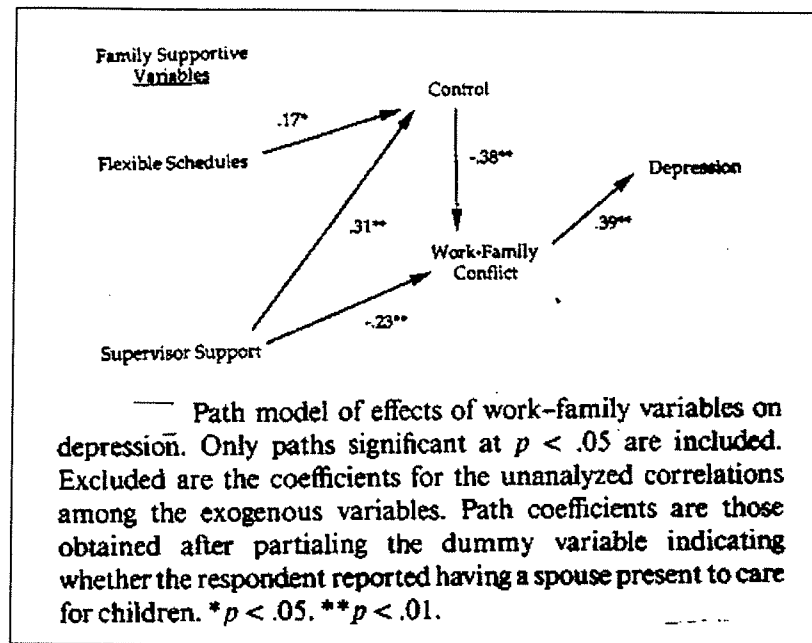 Family Supportive
Variables
Control
.17*
Flexible Schedules
-.38**
Depression
.31**
.39**
Work-Family
Conflict
-.23**
Supervisor Support
Path model of effects of work–family variables on
depression. Only paths significant at p < .05 are included.
Excluded are the coefficients for the unanalyzed correlations
among the exogenous variables. Path coefficients are those
obtained after partialing the dummy variable indicating
whether the respondent reported having a spouse present to care
for children. *p < .05. **p < .01.